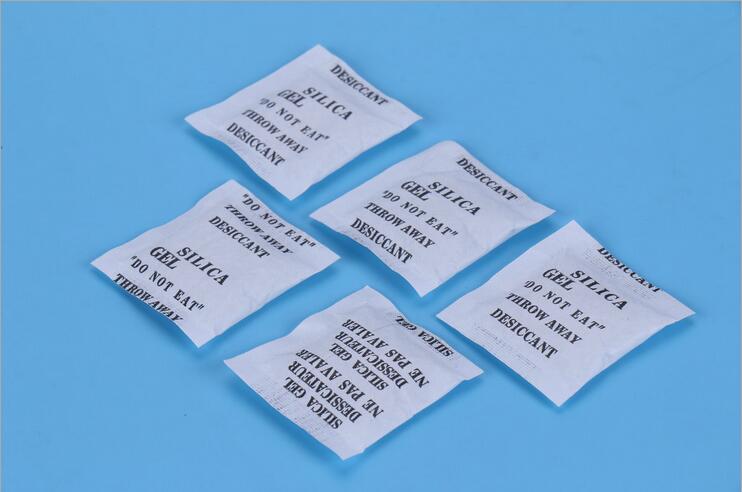 DESICCANT
SILICA
GEL
"DO NOT EAT"
THROW AWAY
DESICCANT
DESICCANT
SILICA
GEL
"DO NOT EAT"
THROW AWAY
DESICCANT
"DO NOT EAT"
THROW AWAY
DESICCANT
SILICA
GEL
"DO NOT EAT"
THROW AWAY
DESICCANT
SILICA
GEL
"DO NOT EAT"
THROW AWAY
DESICCANT
SILICA GEL
DESSICATEUR
NE PAS AVALER
SILICA GEL
DESSICATEUR
NE PAS AVALER
SILICA GEL